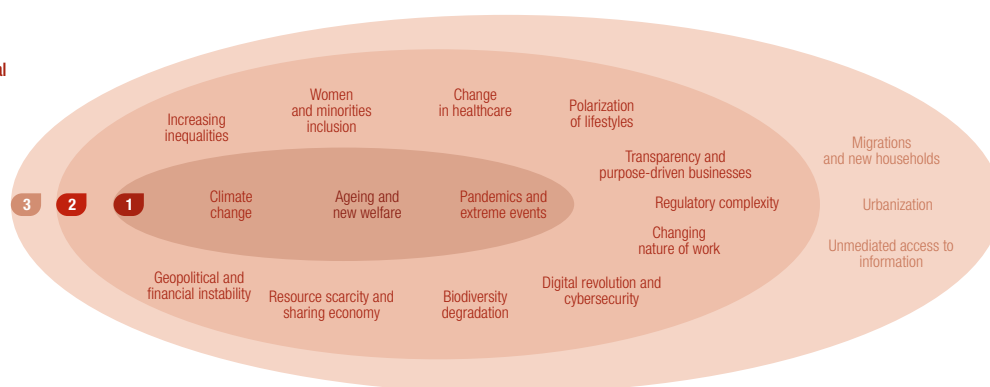 al
Women
and minorities
inclusion
Change
in healthcare
Polarization
of lifestyles
Increasing
inequalities
Migrations
and new households
Transparency and
purpose-driven businesses
3
2
1
Climate
change
Ageing and
new welfare
Pandemics and
extreme events
Regulatory complexity
Urbanization
Changing
nature of work
Unmediated access to
information
Geopolitical and
financial instability
Resource scarcity and
sharing economy
Biodiversity
degradation
Digital revolution and
cybersecurity